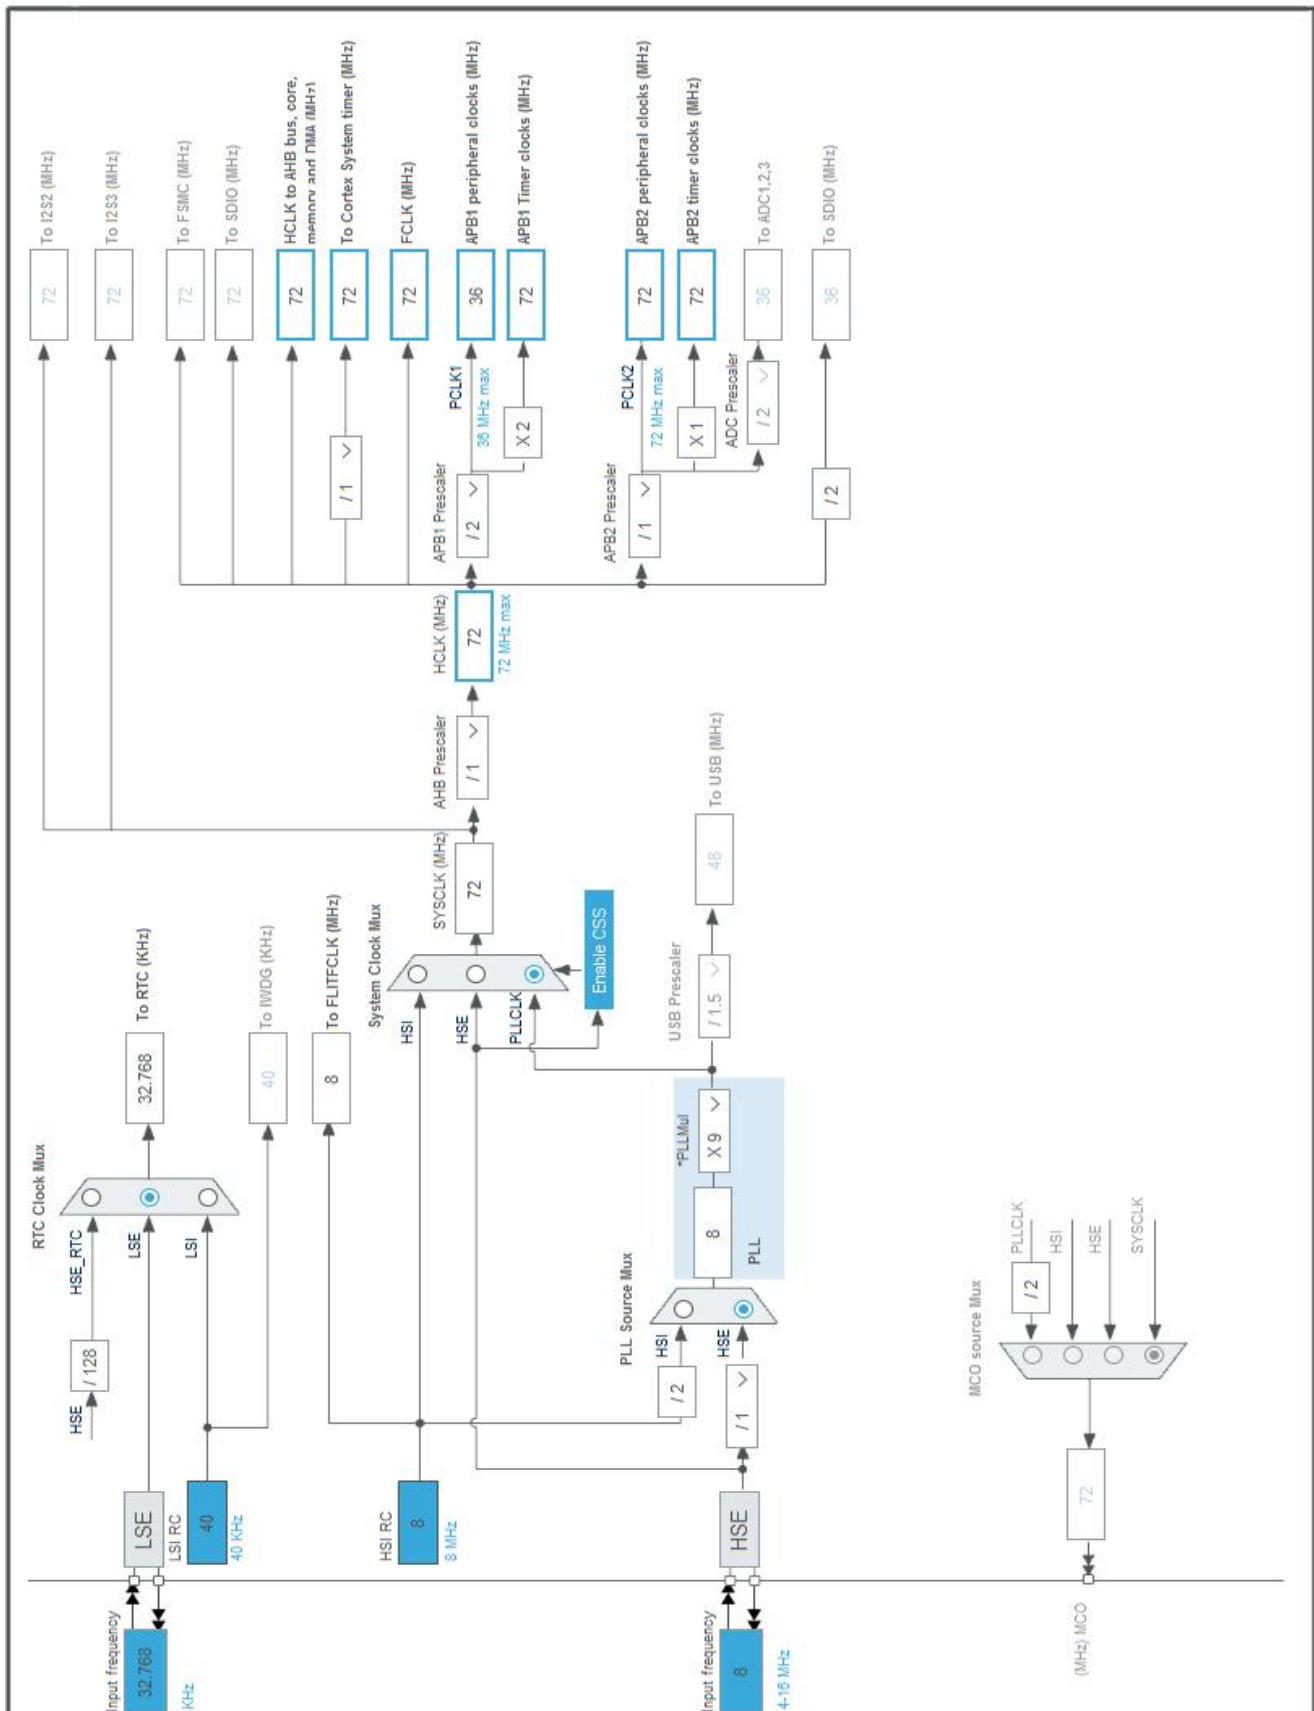 Input frequency
32.768
KHz
LSE
LSI RC
40
40 KHz
HSE
/ 128
HSE_RTC
LSE
LSI
RTC Clock Mux
32.768
To RTC (KHz)
40
To IWDG (KHz)
HSI RC
8
8 MHz
8
To FLITFCLK (MHz)
Input frequency
8
4-16 MHz
HSE
/ 1
/ 2
HSI
HSE
PLL Source Mux
8
PLL
*PLLMul
X 9
USB Prescaler
/ 1.5
48
To USB (MHz)
System Clock Mux
HSI
HSE
PLLCLK
Enable CSS
SYSCLK (MHz)
72
AHB Prescaler
/ 1
HCLK (MHz)
72
72 MHz max
72
To I2S2 (MHz)
72
To I2S3 (MHz)
72
To FSMC (MHz)
72
To SDIO (MHz)
72
HCLK to AHB bus, core,
memory and DMA (MHz)
/ 1
72
To Cortex System timer (MHz)
72
FCLK (MHz)
APB1 Prescaler
/ 2
PCLK1
36 MHz max
36
APB1 peripheral clocks (MHz)
X 2
72
APB1 Timer clocks (MHz)
APB2 Prescaler
/ 1
PCLK2
72 MHz max
72
APB2 peripheral clocks (MHz)
X 1
72
APB2 timer clocks (MHz)
ADC Prescaler
/ 2
36
To ADC1,2,3
/ 2
36
To SDIO (MHz)
MCO source Mux
/ 2
PLLCLK
HSI
HSE
SYSCLK
72
(MHz) MCO